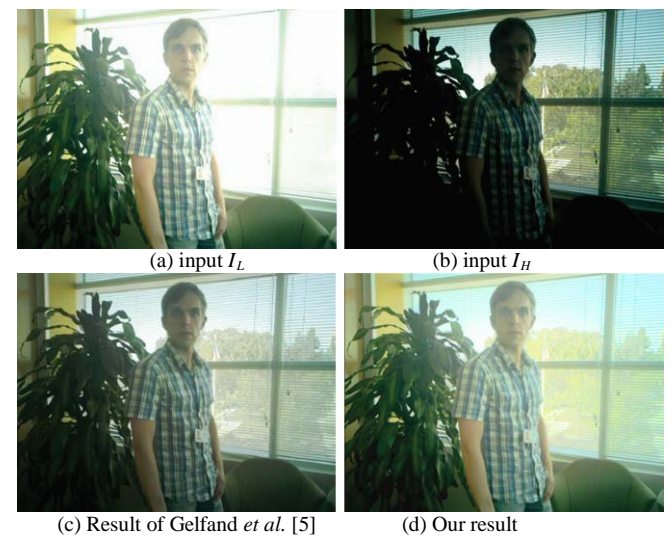 (a) input I_L
(b) input I_H
(c) Result of Gelfand et al. [5]
(d) Our result